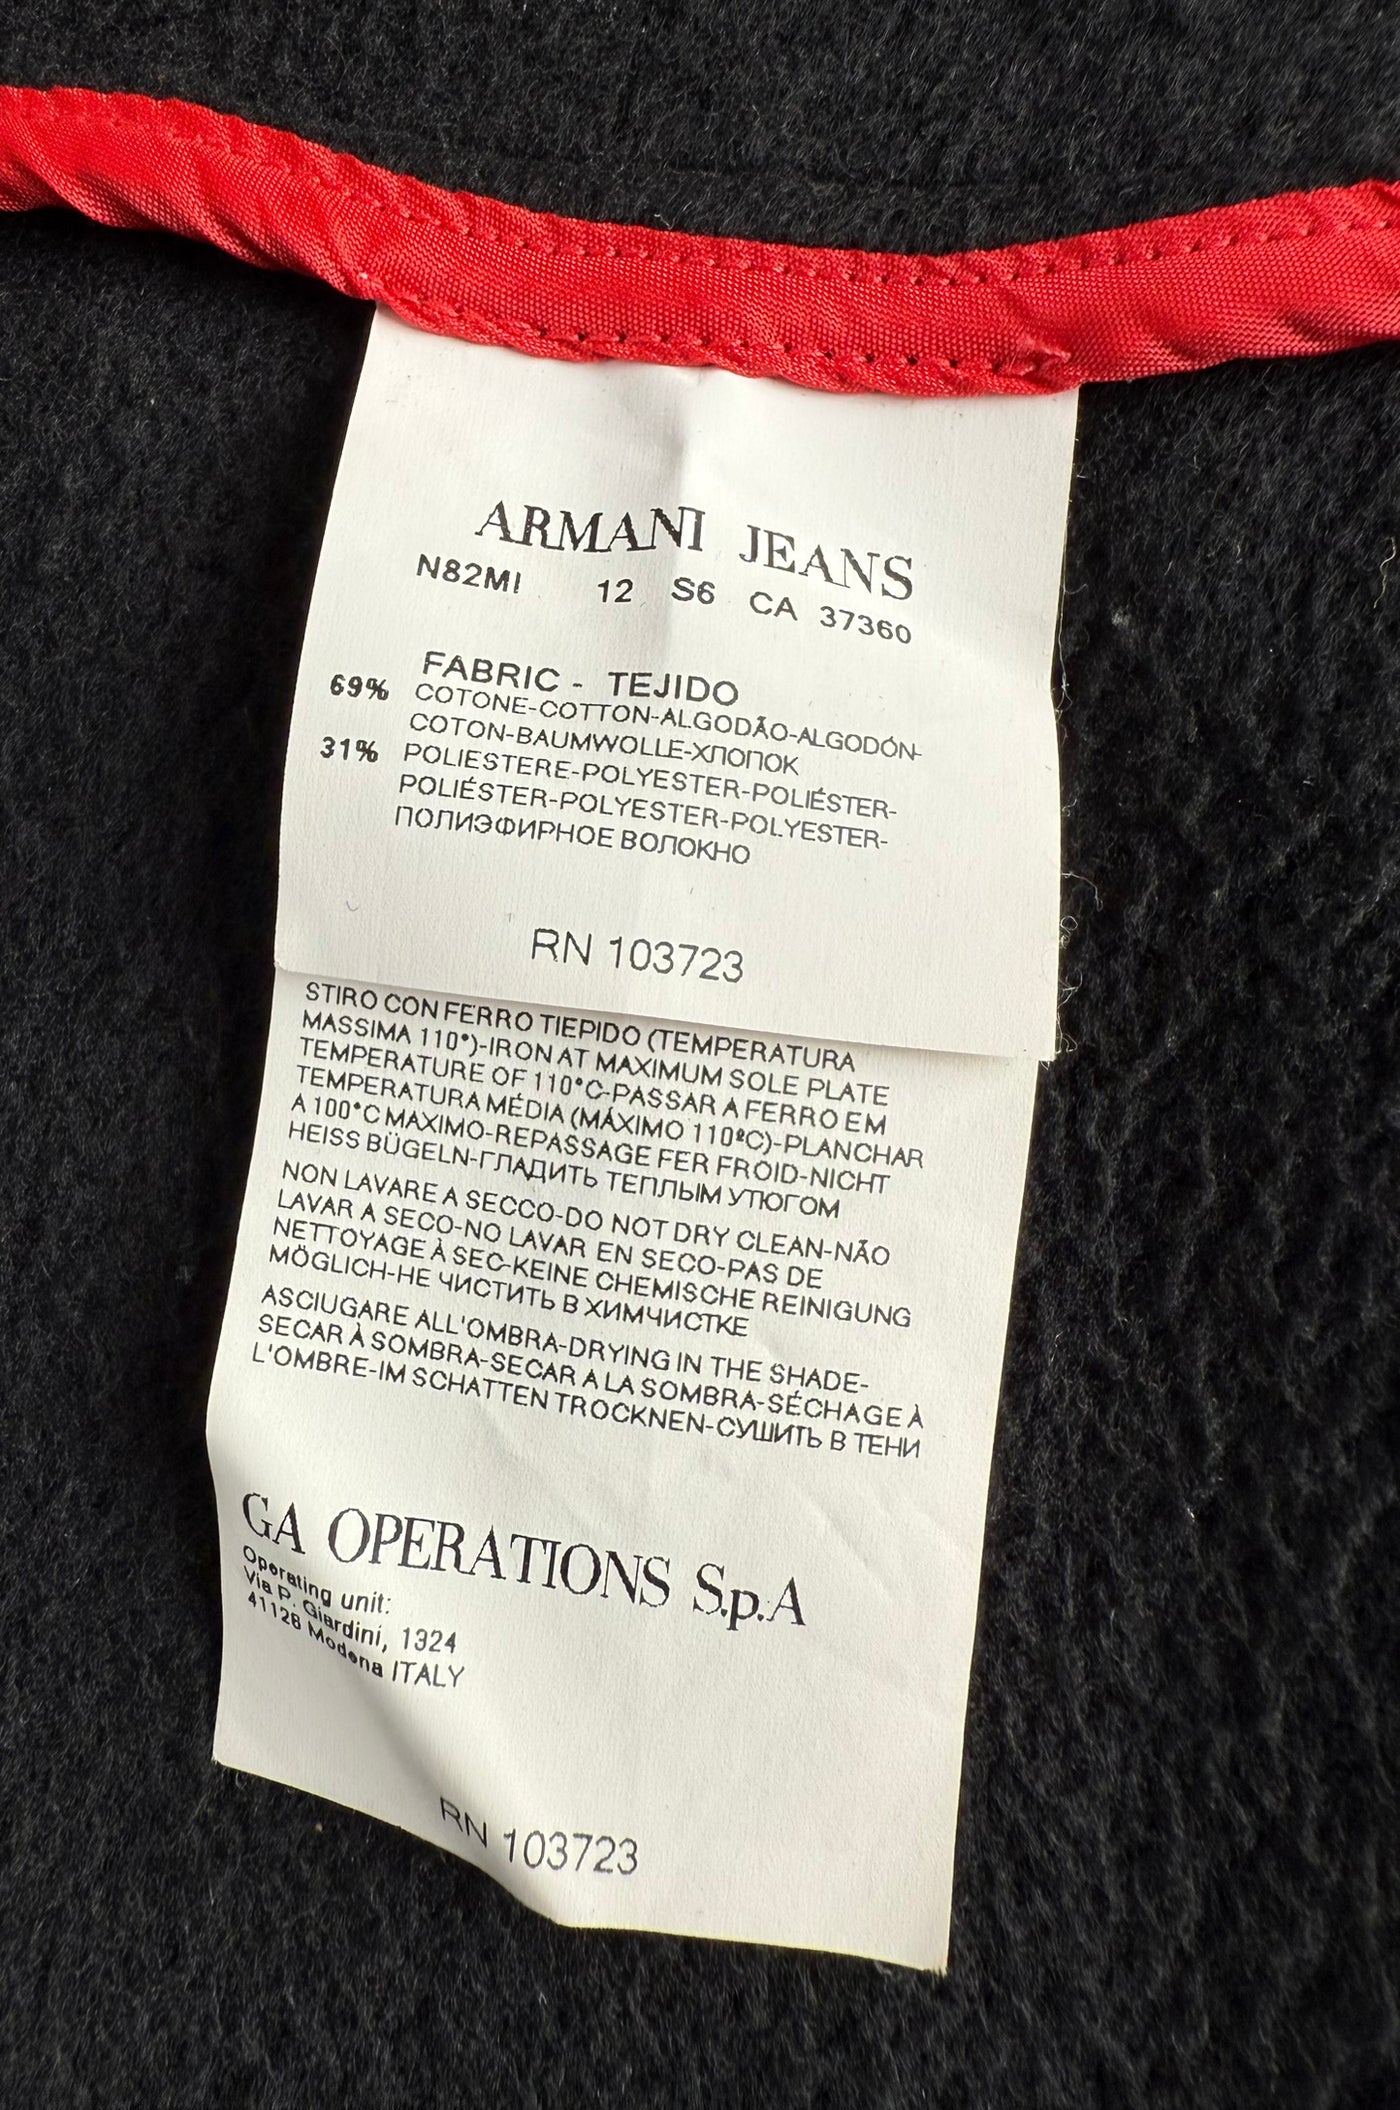 ARMANI JEANS
N82MI 12 S6 CA 37360
FABRIC - TEJIDO
69% COTONE-COTTON-ALGODÃO-ALGODÓN-
COTON-BAUMWOLLE-ХЛОПОК
31% POLIESTERE-POLYESTER-POLIÉSTER-
POLIÉSTER-POLYESTER-POLYESTER-
ПОЛИЭФИРНОЕ ВОЛОКНО
RN 103723
STIRO CON FERRO TIEPIDO (TEMPERATURA
MASSIMA 110°)-IRON AT MAXIMUM SOLE PLATE
TEMPERATURE OF 110°C-PASSAR A FERRO EM
TEMPERATURA MÉDIA (MÁXIMO 110ºC)-PLANCHAR
A 100°C MAXIMO-REPASSAGE FER FROID-NICHT
HEISS BÜGELN-ГЛАДИТЬ ТЕПЛЫМ УТЮГОМ
NON LAVARE A SECCO-DO NOT DRY CLEAN-NÃO
LAVAR A SECO-NO LAVAR EN SECO-PAS DE
NETTOYAGE À SEC-KEINE CHEMISCHE REINIGUNG
MÖGLICH-НЕ ЧИСТИТЬ В ХИМЧИСТКЕ
ASCIUGARE ALL'OMBRA-DRYING IN THE SHADE-
SECAR À SOMBRA-SECAR A LA SOMBRA-SÉCHAGE À
L'OMBRE-IM SCHATTEN TROCKNEN-СУШИТЬ В ТЕНИ
GA OPERATIONS S.p.A
Operating unit:
Via P. Giardini, 1324
41126 Modena ITALY
RN 103723